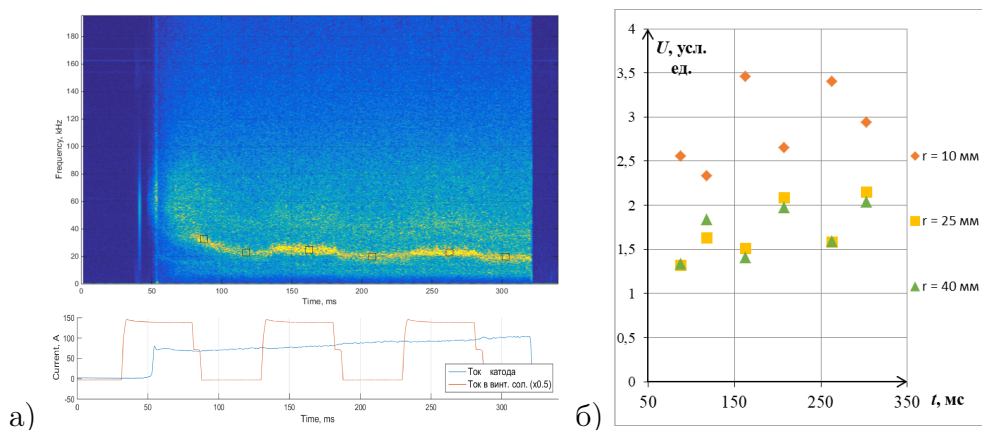 180
160
140
120
100
80
60
40
20
0
Frequency, kHz
0 50 100 150 200 250 300
Time, ms
150
100
50
0
-50
Current, A
Ток катода
Ток в винт. сол. (x0.5)
0 50 100 150 200 250 300
Time, ms
а)
4
3,5
3
2,5
2
1,5
1
0,5
0
U, усл.
ед.
r = 10 мм
r = 25 мм
r = 40 мм
50 150 250 350
t, мс
б)